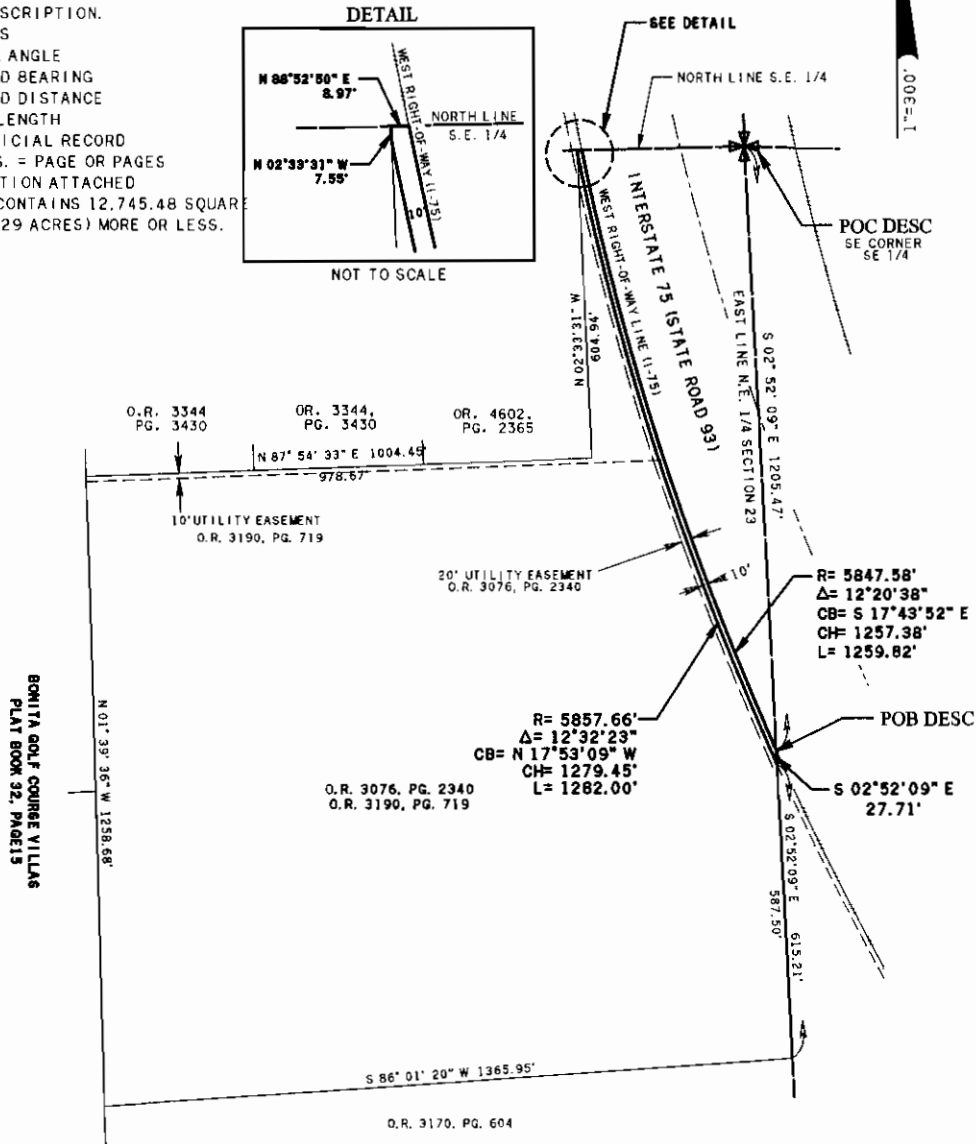 SCRIPTION.
S
ANGLE
D BEARING
D DISTANCE
LENGTH
ICIAL RECORD
S. = PAGE OR PAGES
TION ATTACHED
CONTAINS 12,745.48 SQUARE
29 ACRES) MORE OR LESS.
DETAIL
N 88°52'50" E
8.97'
WEST RIGHT-OF-WAY (I-75)
NORTH LINE
S.E. 1/4
N 02°33'31" W
7.55'
10'
NOT TO SCALE
SEE DETAIL
NORTH LINE S.E. 1/4
1"=300'
POC DESC
SE CORNER
SE 1/4
INTERSTATE 75 (STATE ROAD 93)
WEST RIGHT-OF-WAY LINE (I-75)
N 02°33'31" W
604.94'
EAST LINE N.E. 1/4 SECTION 23
S 02° 52' 09" E 1205.47'
O.R. 3344
PG. 3430
OR. 3344,
PG. 3430
OR. 4602,
PG. 2365
N 87° 54' 33" E 1004.45'
978.67'
10' UTILITY EASEMENT
O.R. 3190, PG. 719
20' UTILITY EASEMENT
O.R. 3076, PG. 2340
10'
R= 5847.58'
Δ= 12°20'38"
CB= S 17°43'52" E
CH= 1257.38'
L= 1259.82'
POB DESC
R= 5857.66'
Δ= 12°32'23"
CB= N 17°53'09" W
CH= 1279.45'
L= 1282.00'
S 02°52'09" E
27.71'
O.R. 3076, PG. 2340
O.R. 3190, PG. 719
BONITA GOLF COURGE VILLAS
PLAT BOOK 32, PAGE15
N 01° 39' 36" W 1258.68'
S 02°52'09" E 615.21'
587.50'
S 86° 01' 20" W 1365.95'
O.R. 3170, PG. 604